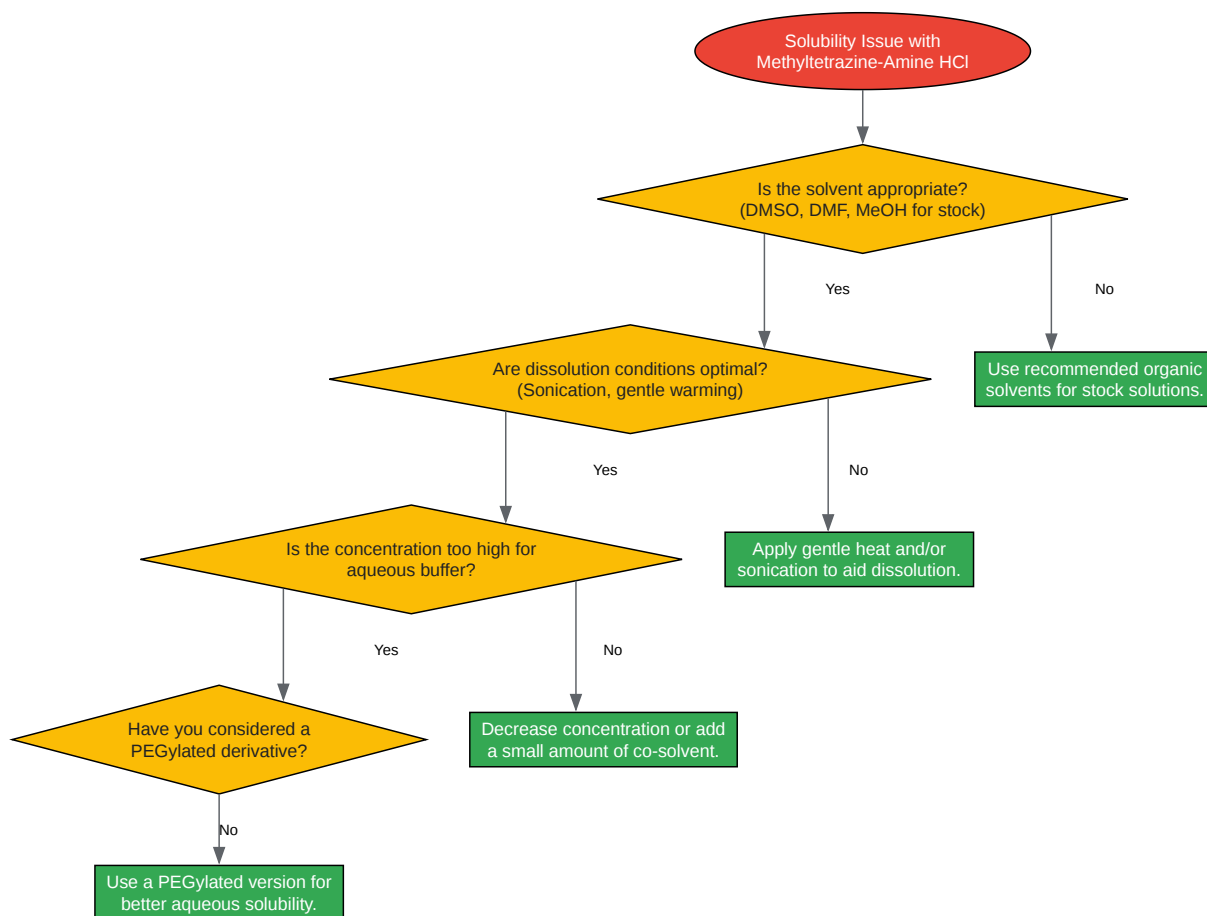 Solubility Issue with
Methyltetrazine-Amine HCl
Is the solvent appropriate?
(DMSO, DMF, MeOH for stock)
Yes
No
Are dissolution conditions optimal?
(Sonication, gentle warming)
Use recommended organic
solvents for stock solutions.
Yes
No
Is the concentration too high for
aqueous buffer?
Apply gentle heat and/or
sonication to aid dissolution.
Yes
No
Have you considered a
PEGylated derivative?
Decrease concentration or add
a small amount of co-solvent.
No
Use a PEGylated version for
better aqueous solubility.